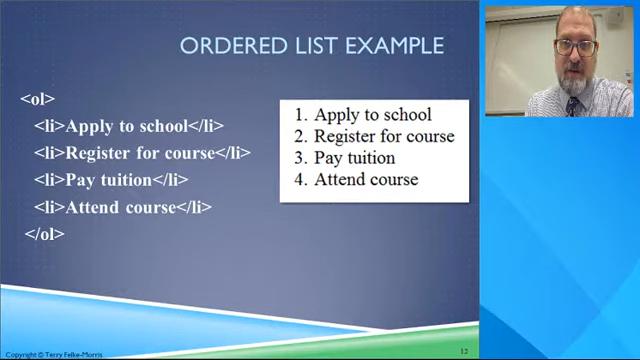 ORDERED LIST EXAMPLE
<ol>
<li>Apply to school</li>
<li>Register for course</li>
<li>Pay tuition</li>
<li>Attend course</li>
</ol>
1. Apply to school
2. Register for course
3. Pay tuition
4. Attend course
Copyright © Terry Felke-Morris
12